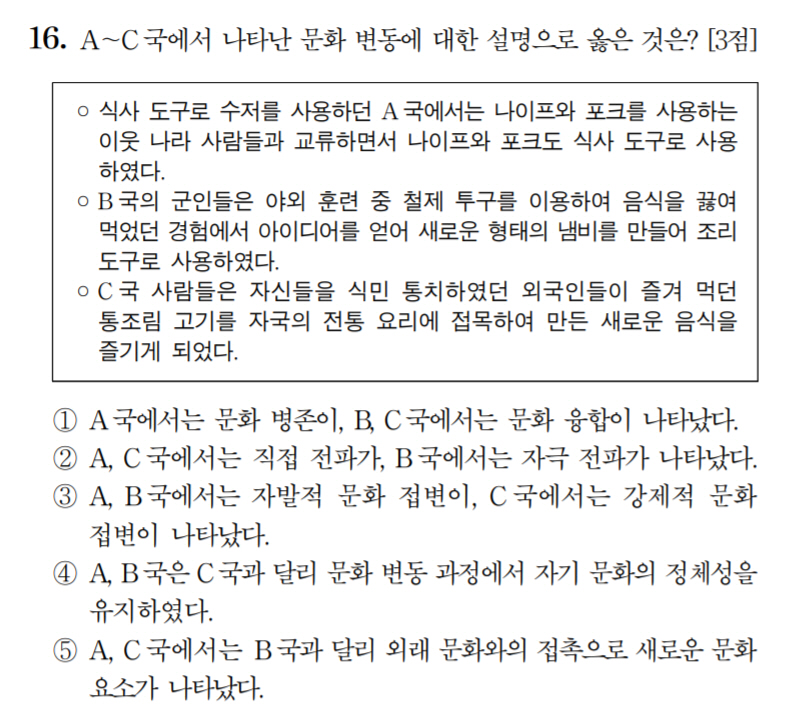 16. A~C국에서 나타난 문화 변동에 대한 설명으로 옳은 것은? [3점]
○ 식사 도구로 수저를 사용하던 A국에서는 나이프와 포크를 사용하는
이웃 나라 사람들과 교류하면서 나이프와 포크도 식사 도구로 사용
하였다.
○ B국의 군인들은 야외 훈련 중 철제 투구를 이용하여 음식을 끓여
먹었던 경험에서 아이디어를 얻어 새로운 형태의 냄비를 만들어 조리
도구로 사용하였다.
○ C국 사람들은 자신들을 식민 통치하였던 외국인들이 즐겨 먹던
통조림 고기를 자국의 전통 요리에 접목하여 만든 새로운 음식을
즐기게 되었다.
① A국에서는 문화 병존이, B, C국에서는 문화 융합이 나타났다.
② A, C국에서는 직접 전파가, B국에서는 자극 전파가 나타났다.
③ A, B국에서는 자발적 문화 접변이, C국에서는 강제적 문화
접변이 나타났다.
④ A, B국은 C국과 달리 문화 변동 과정에서 자기 문화의 정체성을
유지하였다.
⑤ A, C국에서는 B국과 달리 외래 문화와의 접촉으로 새로운 문화
요소가 나타났다.